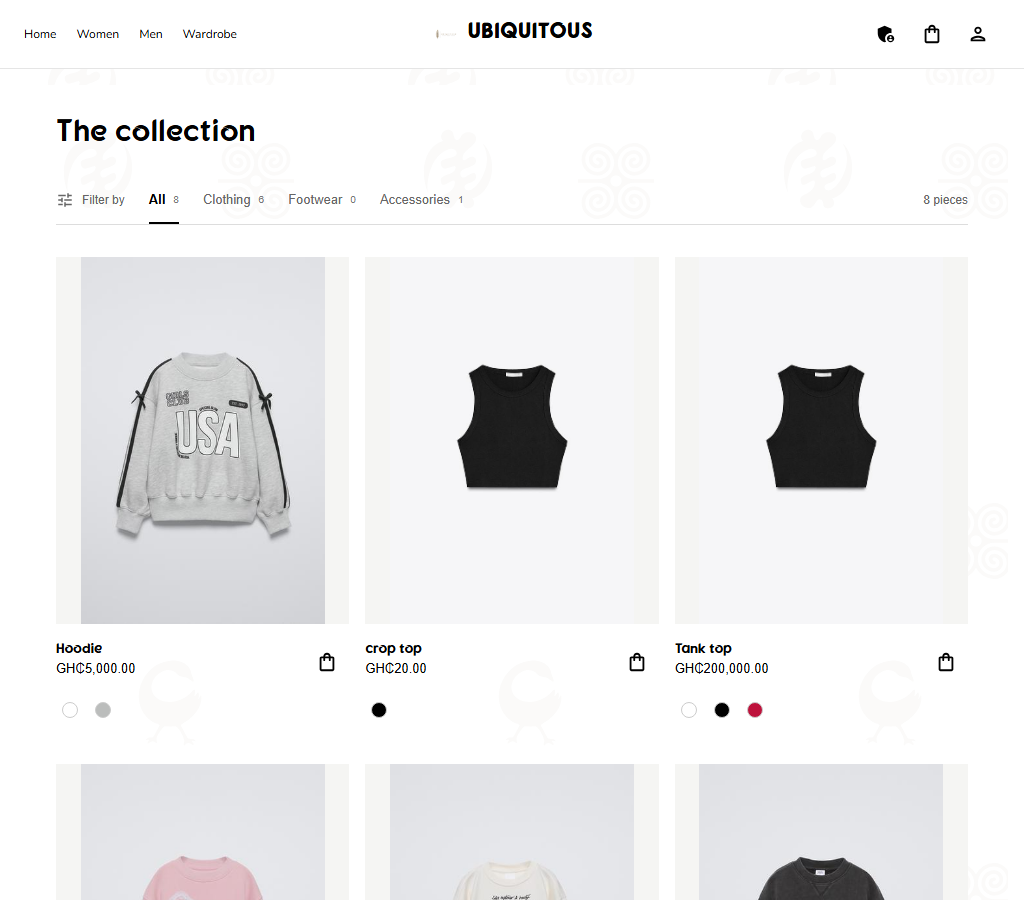 Home Women Men Wardrobe
UBIQUITOUS
The collection
Filter by All 8 Clothing 6 Footwear 0 Accessories 1 8 pieces
USA
Hoodie
GH₵5,000.00
crop top
GH₵20.00
Tank top
GH₵200,000.00